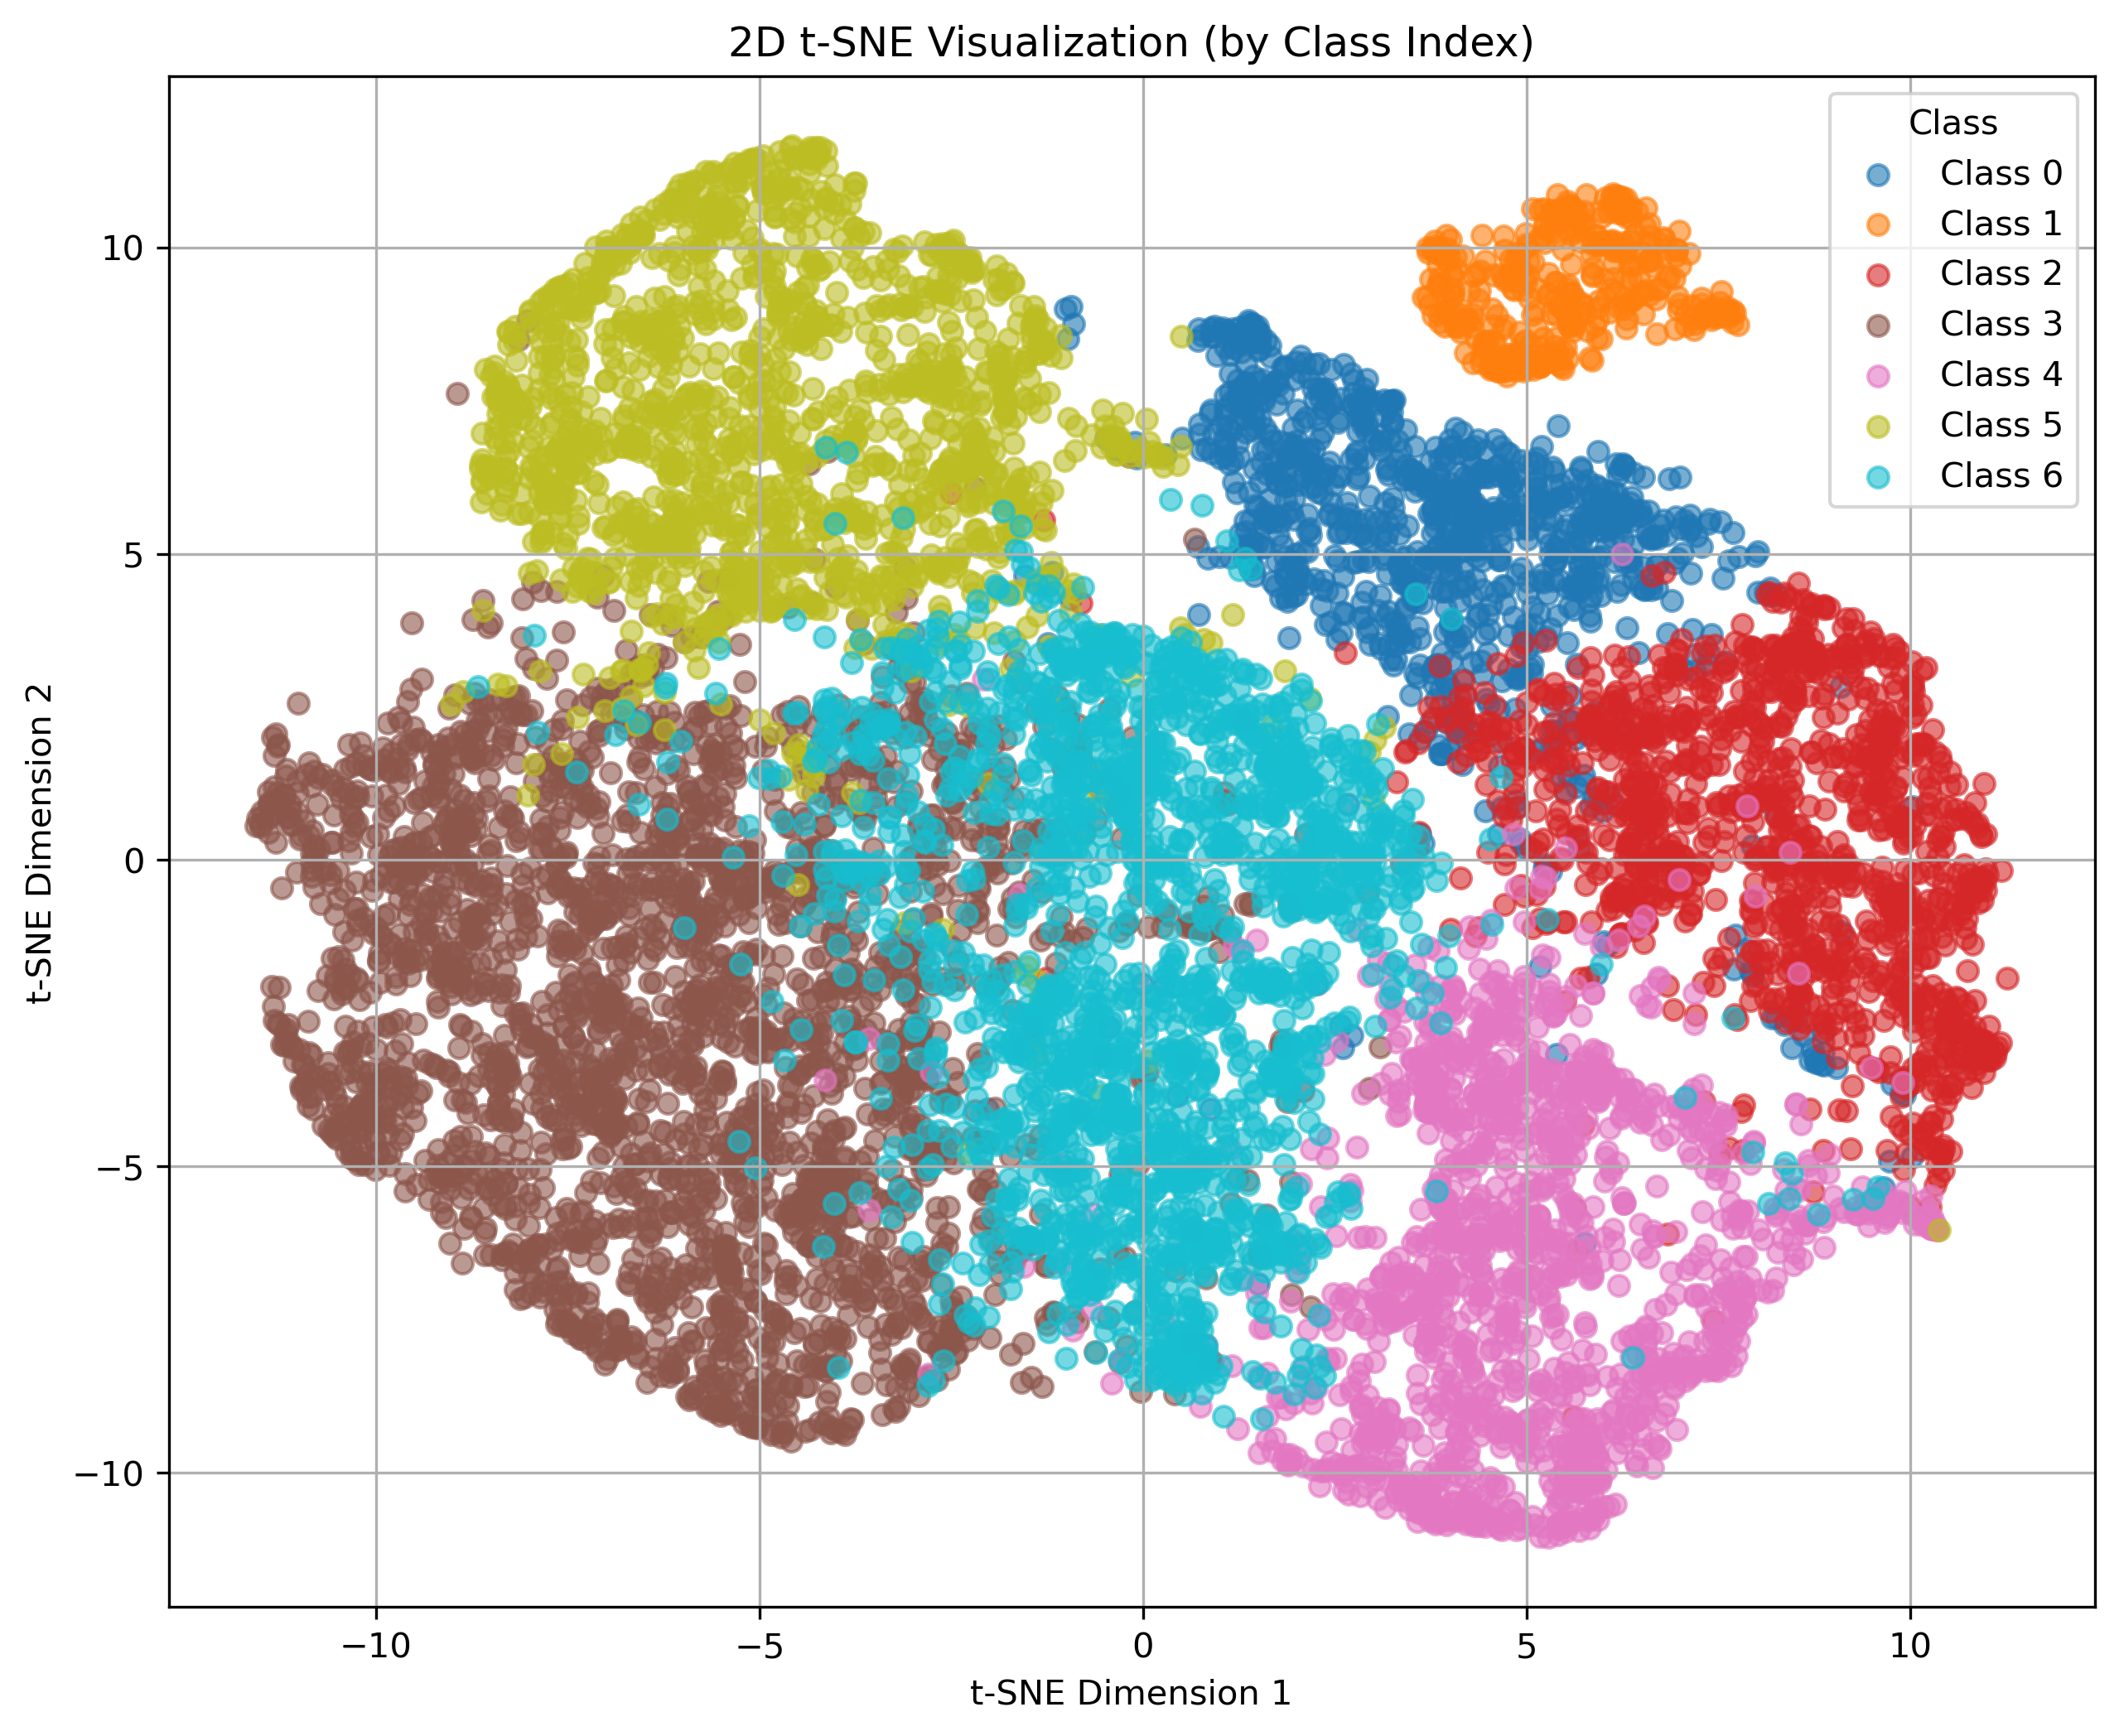 2D t-SNE Visualization (by Class Index)
Class
Class 0
Class 1
Class 2
Class 3
Class 4
Class 5
Class 6
10
5
0
−5
−10
t-SNE Dimension 2
−10
−5
0
5
10
t-SNE Dimension 1